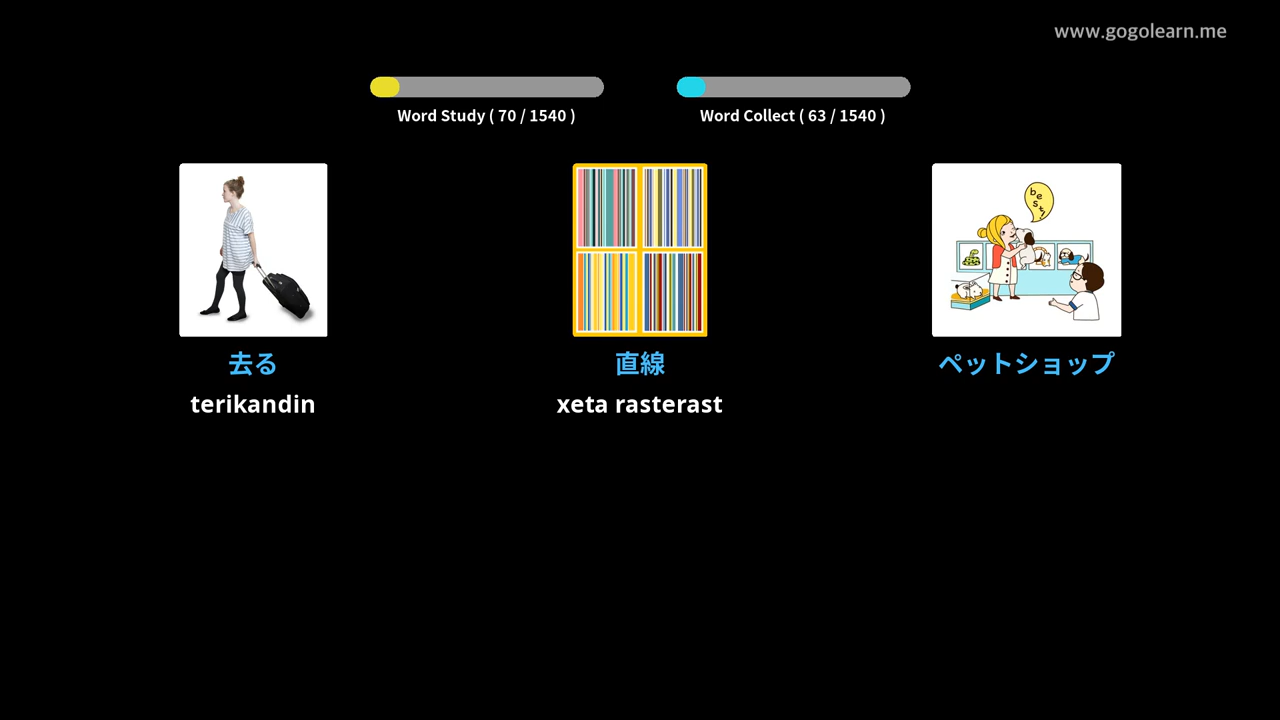 www.gogolearn.me
Word Study ( 70 / 1540 )
Word Collect ( 63 / 1540 )
best!
去る
直線
ペットショップ
terikandin
xeta rasterast